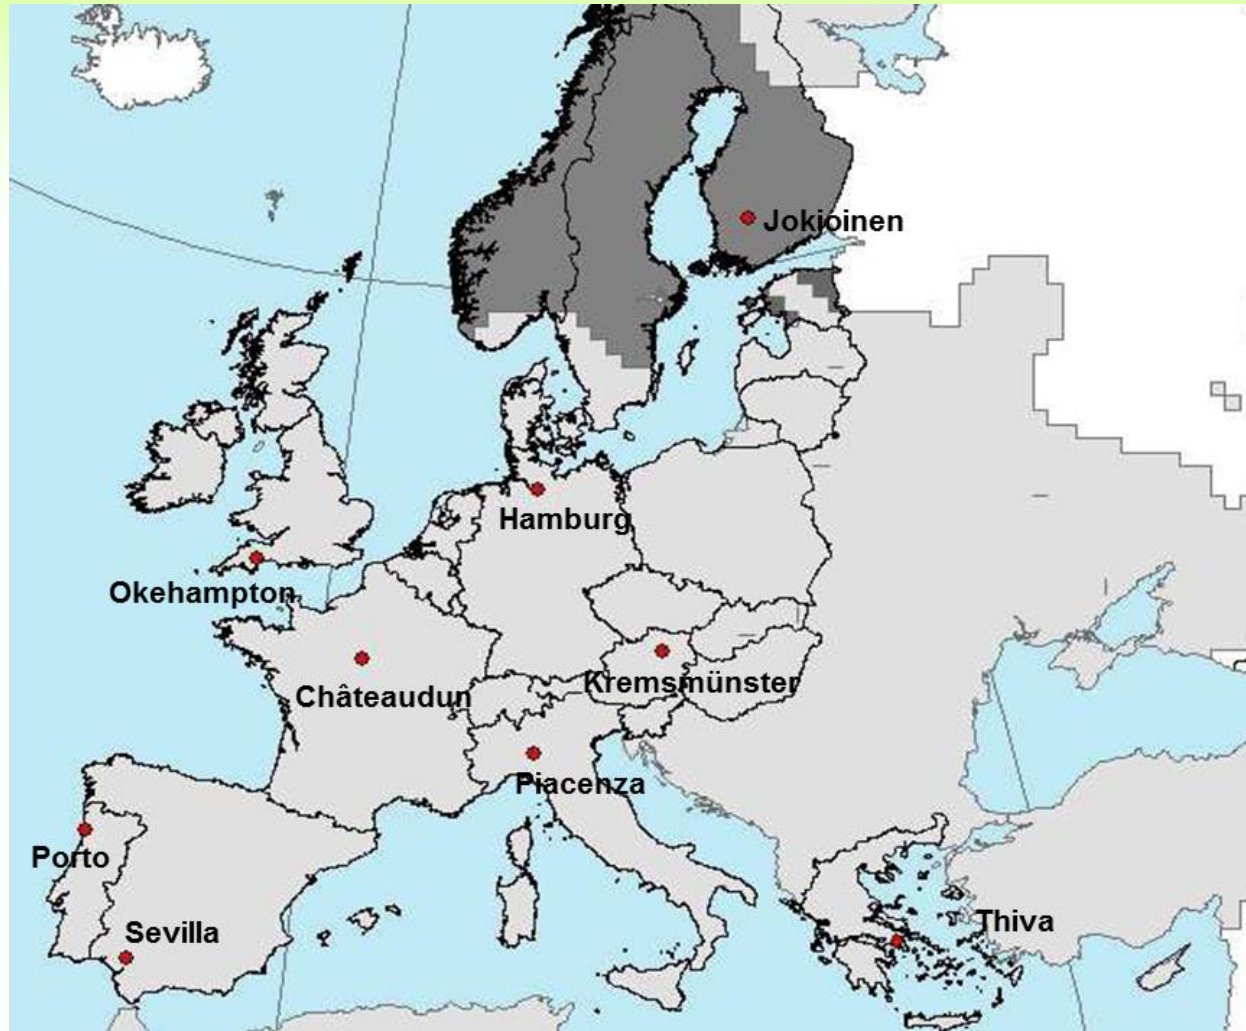 Jokioinen
Hamburg
Okehampton
Kremsmünster
Châteaudun
Piacenza
Porto
Sevilla
Thiva